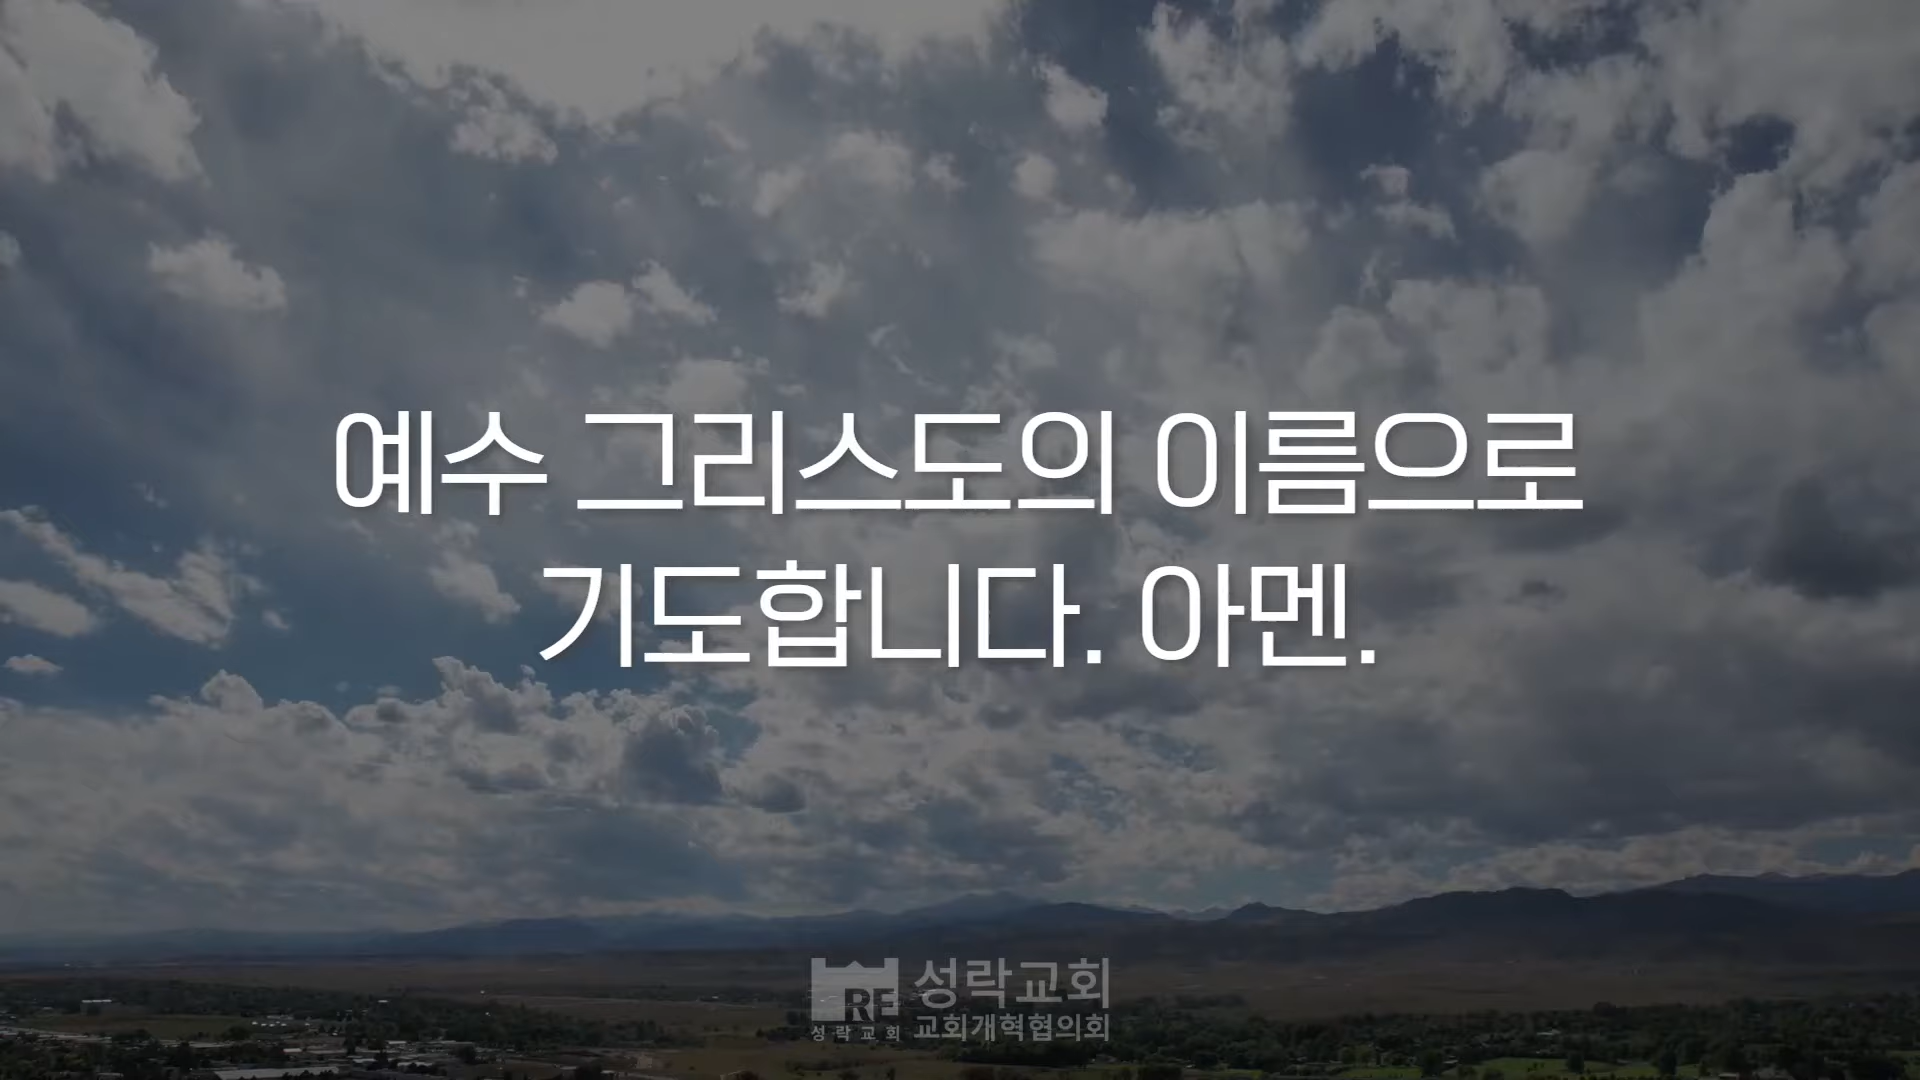 예수 그리스도의 이름으로
기도합니다. 아멘.
RE
성락교회
성락교회
교회개혁협의회